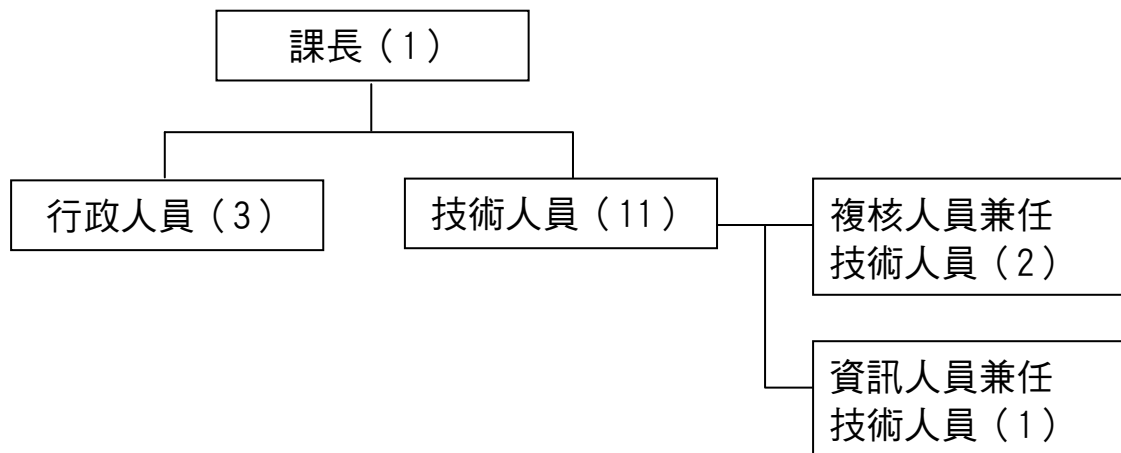 課長（1）
行政人員（3）
技術人員（11）
複核人員兼任
技術人員（2）
資訊人員兼任
技術人員（1）